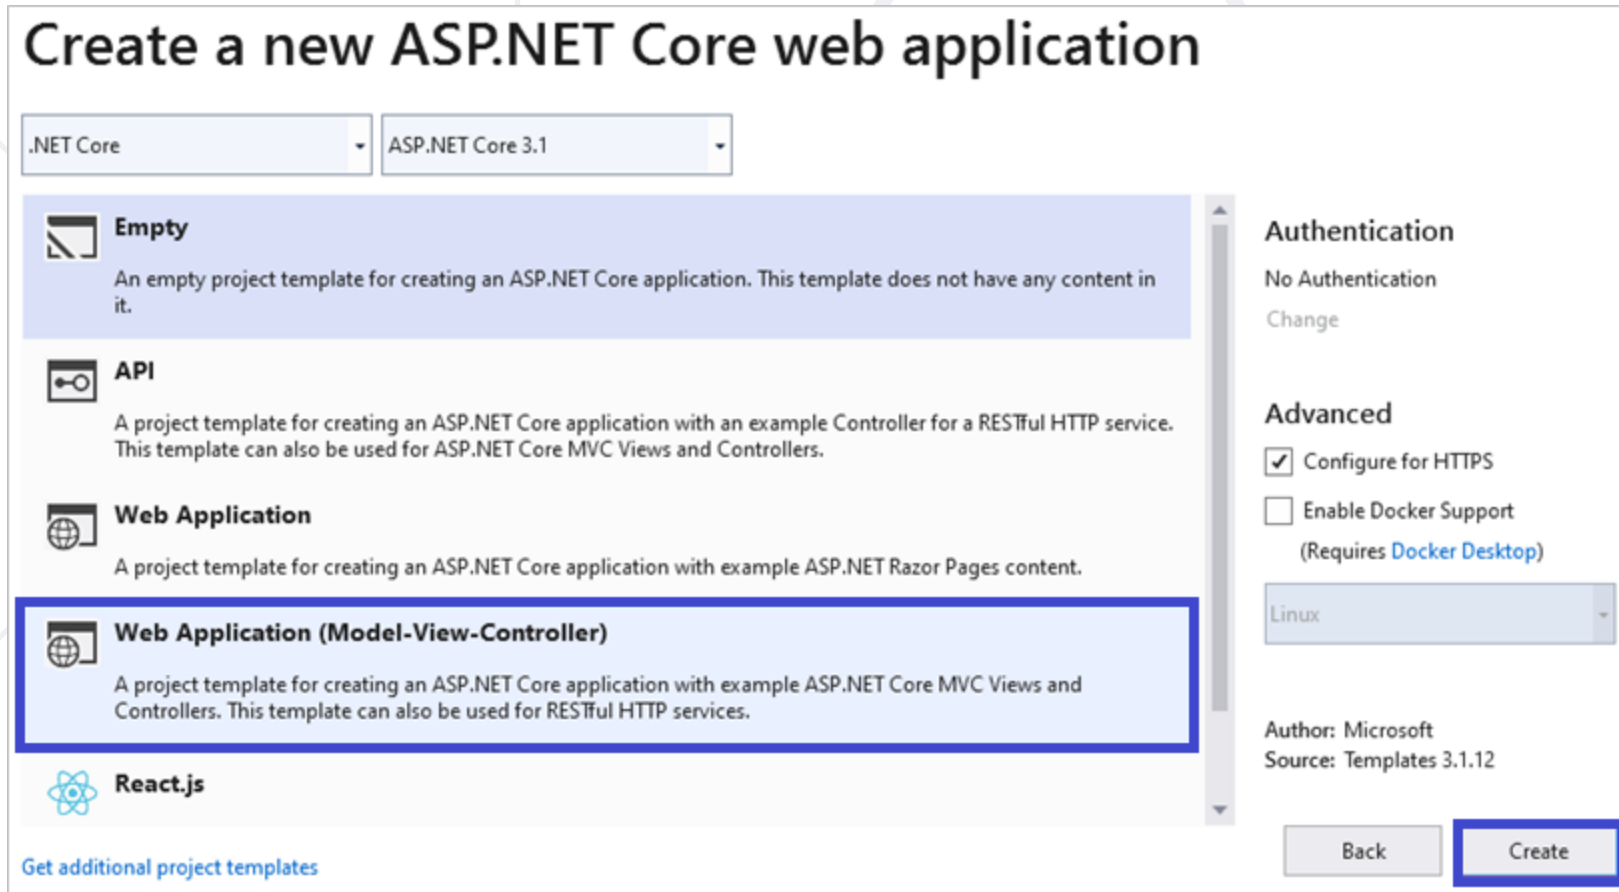 Create a new ASP.NET Core web application
.NET Core
ASP.NET Core 3.1
Empty
An empty project template for creating an ASP.NET Core application. This template does not have any content in
it.
API
A project template for creating an ASP.NET Core application with an example Controller for a RESTful HTTP service.
This template can also be used for ASP.NET Core MVC Views and Controllers.
Web Application
A project template for creating an ASP.NET Core application with example ASP.NET Razor Pages content.
Web Application (Model-View-Controller)
A project template for creating an ASP.NET Core application with example ASP.NET Core MVC Views and
Controllers. This template can also be used for RESTful HTTP services.
React.js
Get additional project templates
Authentication
No Authentication
Change
Advanced
Configure for HTTPS
Enable Docker Support
(Requires Docker Desktop)
Linux
Author: Microsoft
Source: Templates 3.1.12
Back
Create